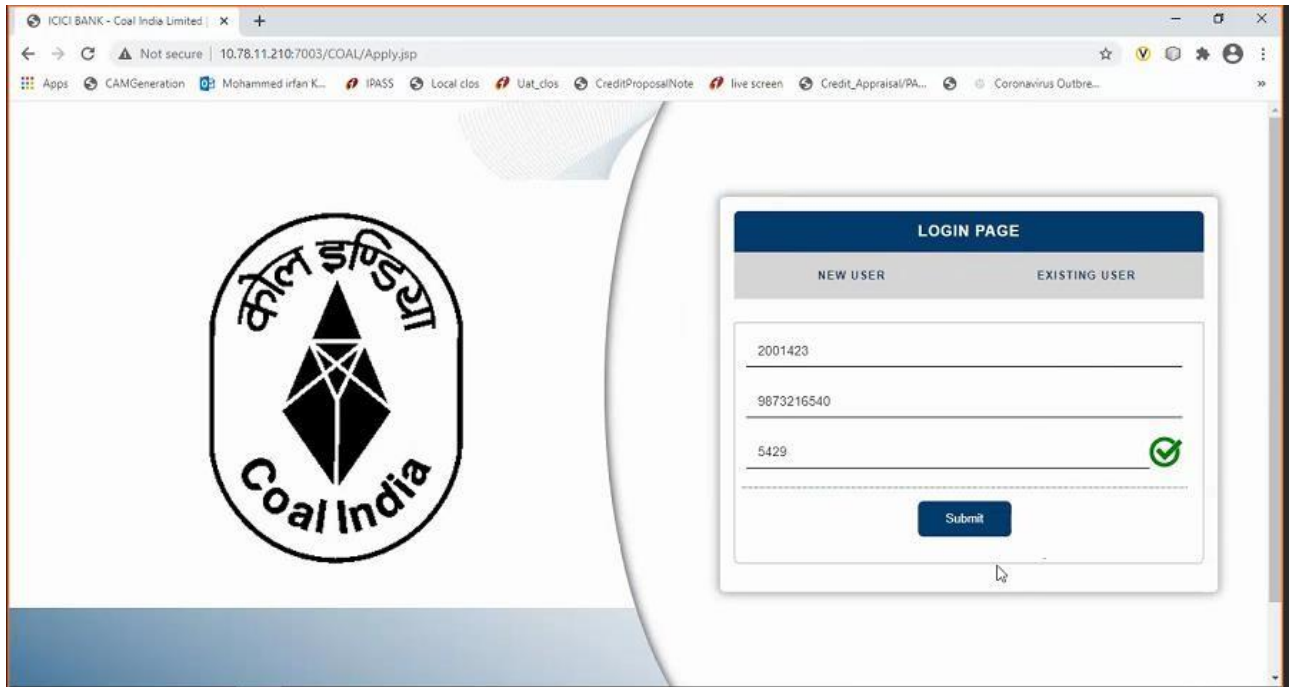 ICICI BANK - Coal India Limited |
Not secure | 10.78.11.210:7003/COAL/Apply.jsp
Apps CAMGeneration Mohammed irfan K... IPASS Local clos Uat_clos CreditProposalNote live screen Credit_Appraisal/PA... Coronavirus Outbre... »
कोल इण्डिया
Coal India
LOGIN PAGE
NEW USER EXISTING USER
2001423
9873216540
5429
Submit